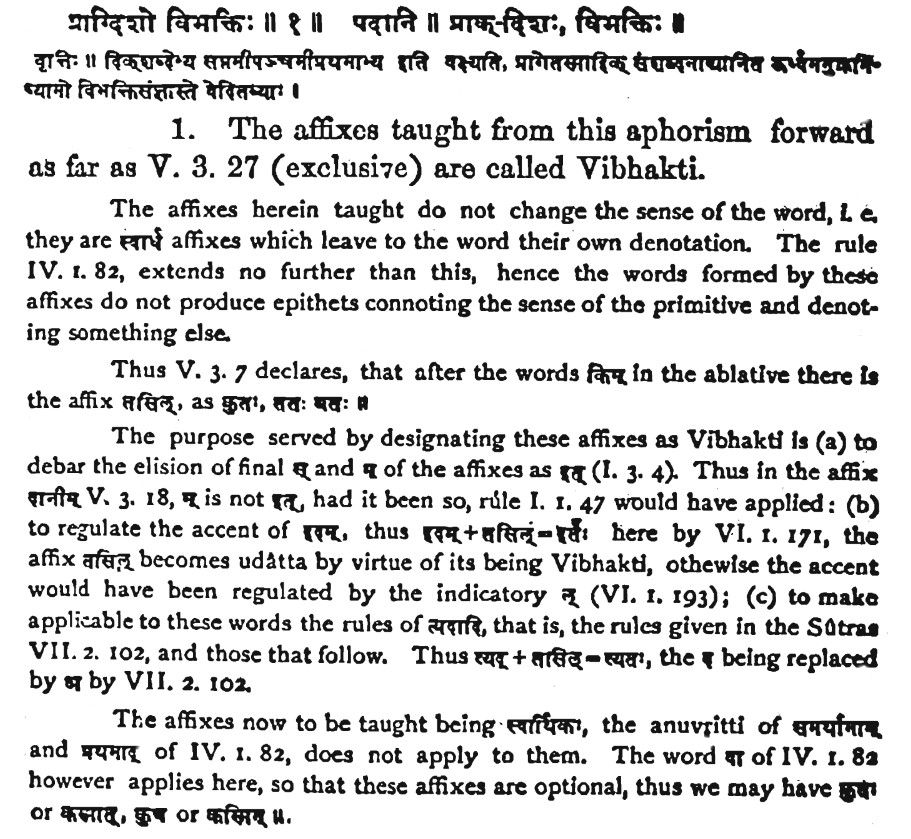 प्राग्दिशो विभक्तिः ॥ १ ॥ पदानि ॥ प्राक्-दिशः, विभक्तिः ॥
वृत्तिः ॥ दिक्शब्देभ्य सप्तमीपञ्चमीप्रथमाभ्य इति वक्ष्यति, प्रागेतस्मादिक् संशब्दनाद्यानित ऊर्ध्वमनुक्रमि-
ष्यामो विभक्तिसंज्ञास्ते वेदितव्याः ।
1. The affixes taught from this aphorism forward
as far as V. 3. 27 (exclusive) are called Vibhakti.
The affixes herein taught do not change the sense of the word, i. e.
they are स्वार्थ affixes which leave to the word their own denotation. The rule
IV. 1. 82, extends no further than this, hence the words formed by these
affixes do not produce epithets connoting the sense of the primitive and denot-
ing something else.
Thus V. 3. 7 declares, that after the words किम् in the ablative there is
the affix तसिल्, as कुतः, ततः यतः ॥
The purpose served by designating these affixes as Vibhakti is (a) to
debar the elision of final स् and म् of the affixes as इत् (I. 3. 4). Thus in the affix
दानीम् V. 3. 18, म् is not इत्, had it been so, rúle I. 1. 47 would have applied: (b)
to regulate the accent of इदम्, thus इदम्+तसिल्=इतः here by VI. 1. 171, the
affix तसिल् becomes udâtta by virtue of its being Vibhakti, othewise the accent
would have been regulated by the indicatory ल् (VI. 1. 193); (c) to make
applicable to these words the rules of त्यदादि, that is, the rules given in the Sûtras
VII. 2. 102, and those that follow. Thus त्यद्+तासिल्=त्यतः, the द् being replaced
by अ by VII. 2. 102.
The affixes now to be taught being स्वार्थिकाः, the anuvṛitti of समर्थानाम्
and प्रथमाद् of IV. 1. 82, does not apply to them. The word वा of IV. 1. 82
however applies here, so that these affixes are optional, thus we may have कुतः
or कस्मात्, कुत्र or कस्मिन् ॥.